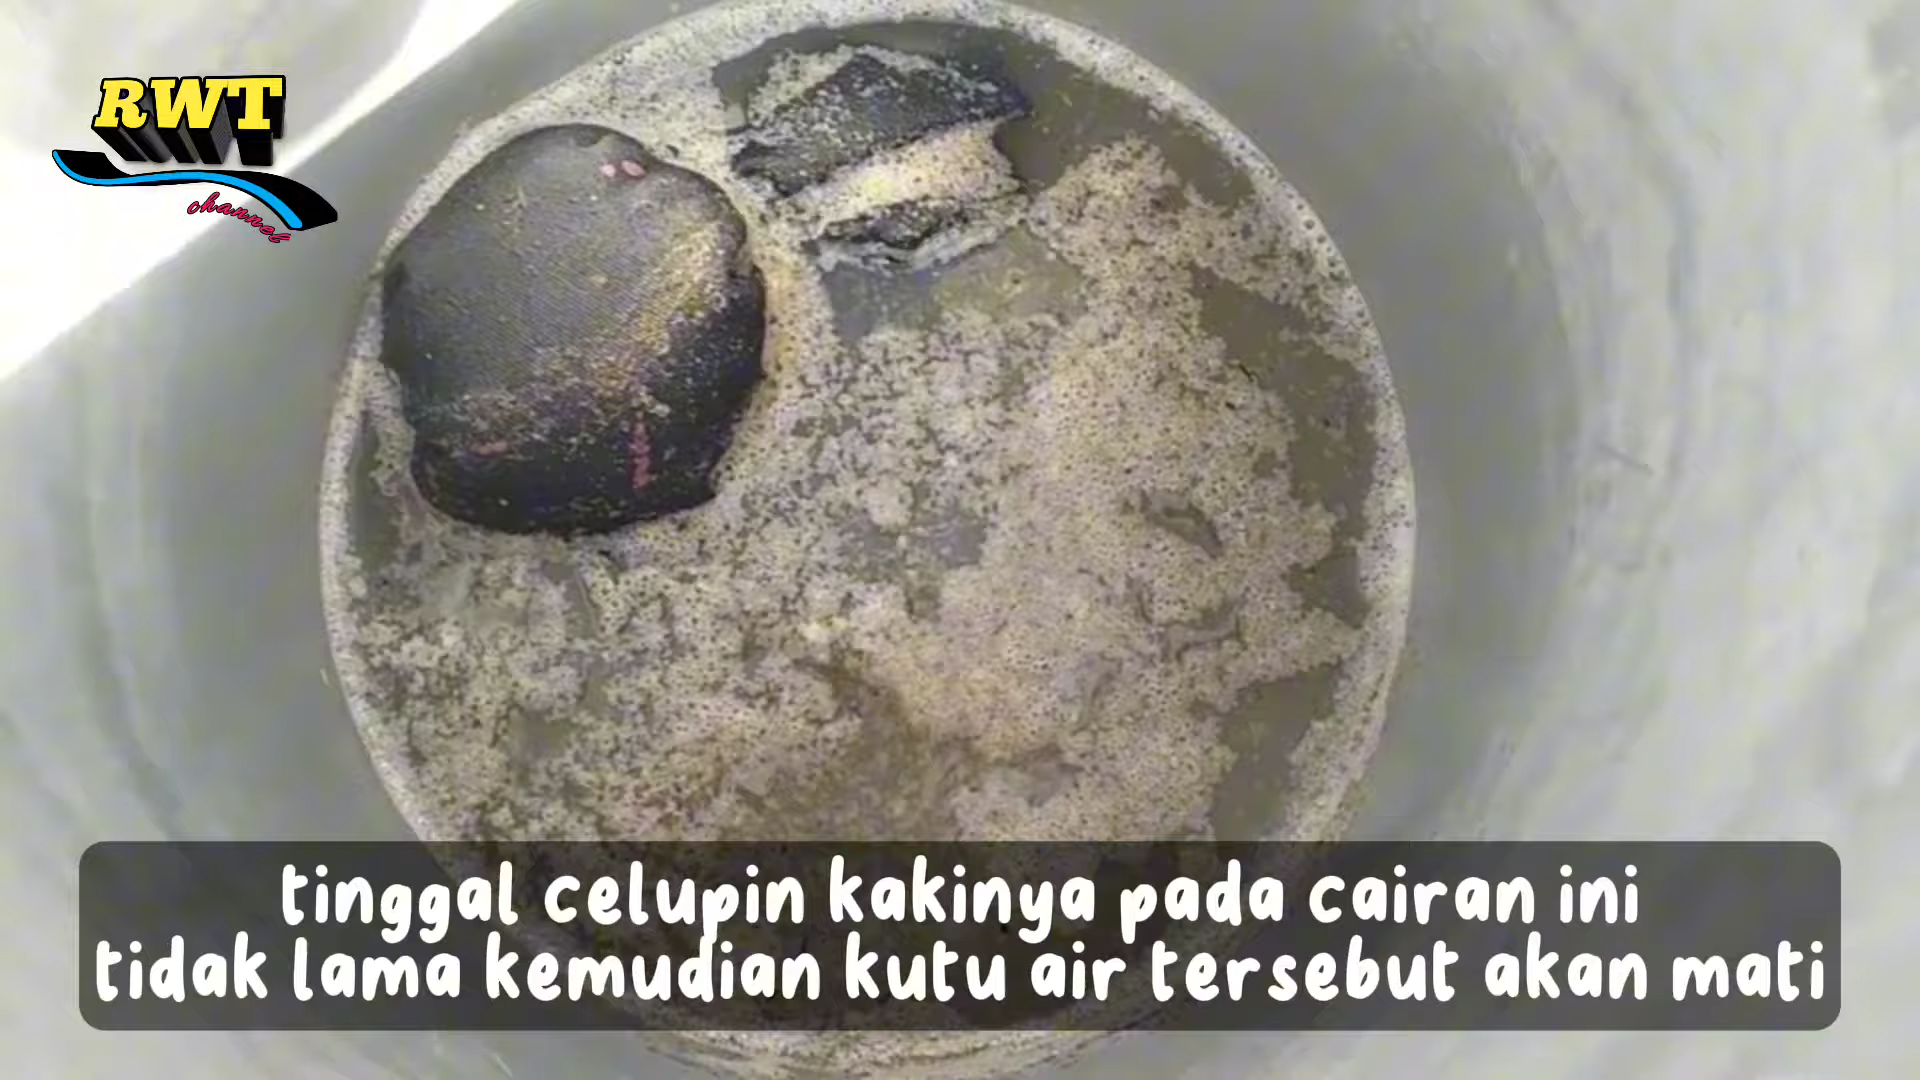 RWT
channel
tinggal celupin kakinya pada cairan ini
tidak lama kemudian kutu air tersebut akan mati